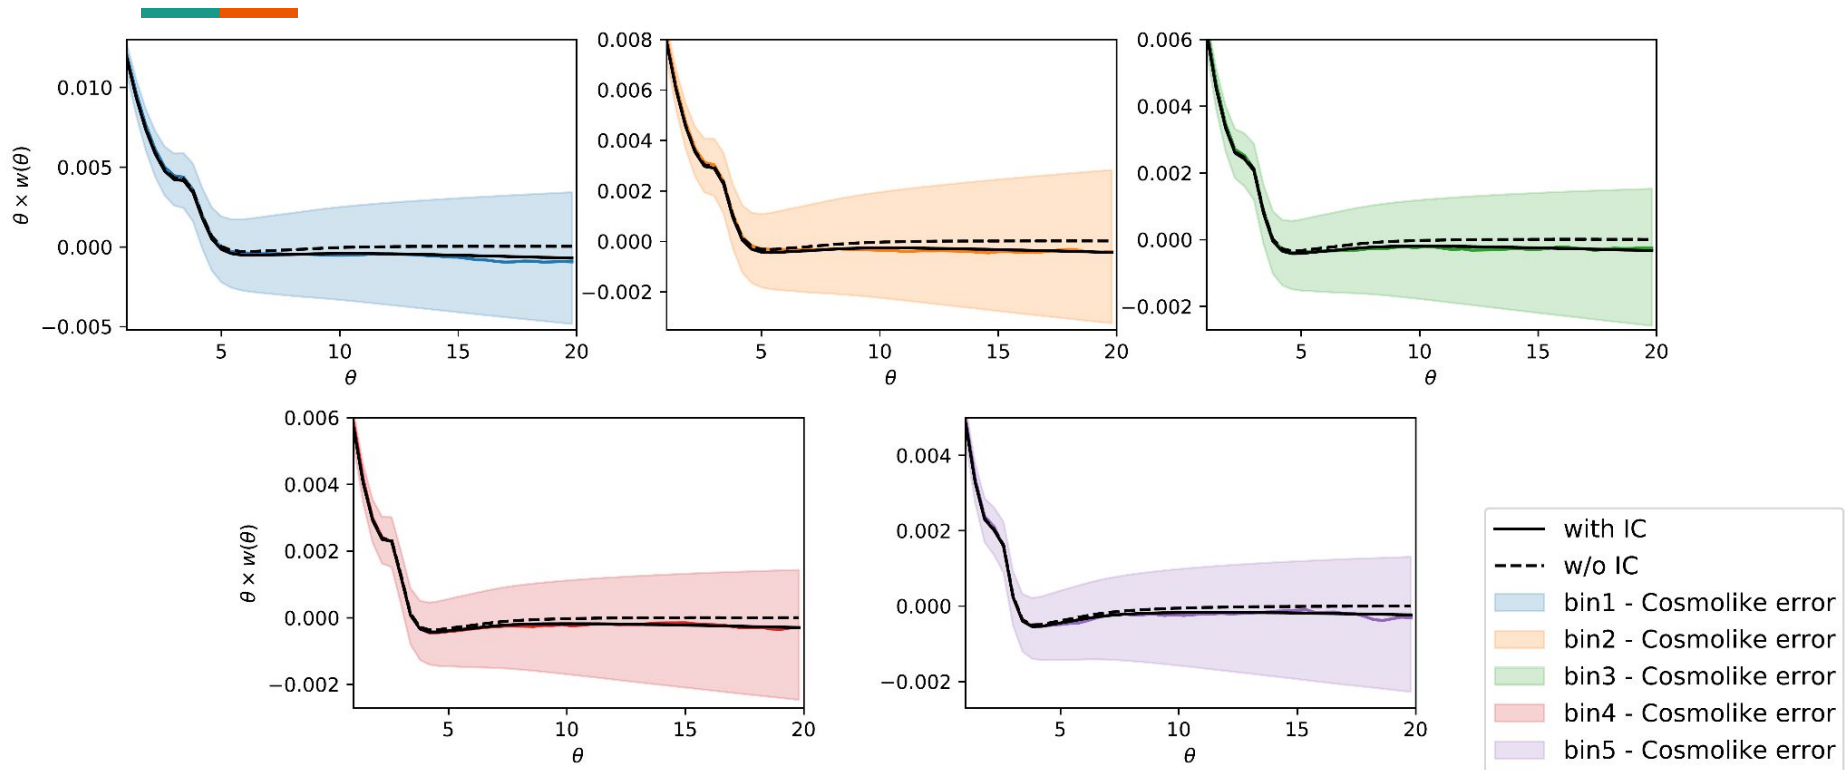 0.010
0.005
0.000
−0.005
θ × w(θ)
5 10 15 20
θ
0.008
0.006
0.004
0.002
0.000
−0.002
5 10 15 20
θ
0.006
0.004
0.002
0.000
−0.002
5 10 15 20
θ
0.006
0.004
0.002
0.000
−0.002
θ × w(θ)
5 10 15 20
θ
0.004
0.002
0.000
−0.002
5 10 15 20
θ
with IC
w/o IC
bin1 - Cosmolike error
bin2 - Cosmolike error
bin3 - Cosmolike error
bin4 - Cosmolike error
bin5 - Cosmolike error